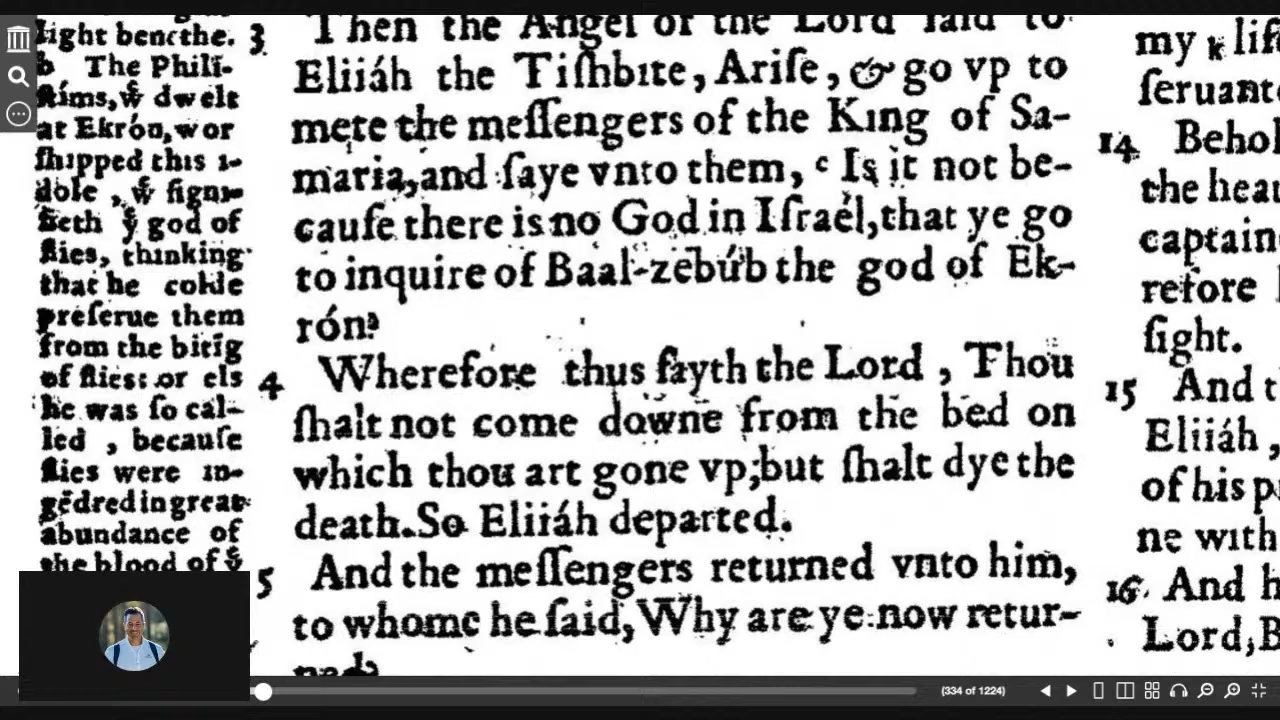 light benethe.
b The Phili-
ſtims, wͨ dwelt
at Ekrón, wor
ſhipped this i-
dole, wͨ ſigni-
fieth yͤ god of
flies, thinking
that he colde
preſerue them
from the bitīg
of flies: or els
he was ſo cal-
led, becauſe
flies were in-
gēdred in great
abundance of
the blood of yͤ
3 Then the Angel of the Lord ſaid to
Eliiáh the Tiſhbite, Ariſe, & go vp to
mete the meſſengers of the King of Sa-
maria, and ſaye vnto them, c Is it not be-
cauſe there is no God in Iſraél, that ye go
to inquire of Baal-zebúb the god of Ek-
rón?
4 Wherefore thus ſayth the Lord, Thou
ſhalt not come downe from the bed on
which thou art gone vp, but ſhalt dye the
death. So Eliiáh departed.
5 And the meſſengers returned vnto him,
to whome he ſaid, Why are ye now retur-
ned?
my k lif
ſeruant
14 Behol
the hea
captain
refore
ſight.
15 And t
Eliiáh,
of his p
ne with
16 And h
Lord, B
(334 of 1224)